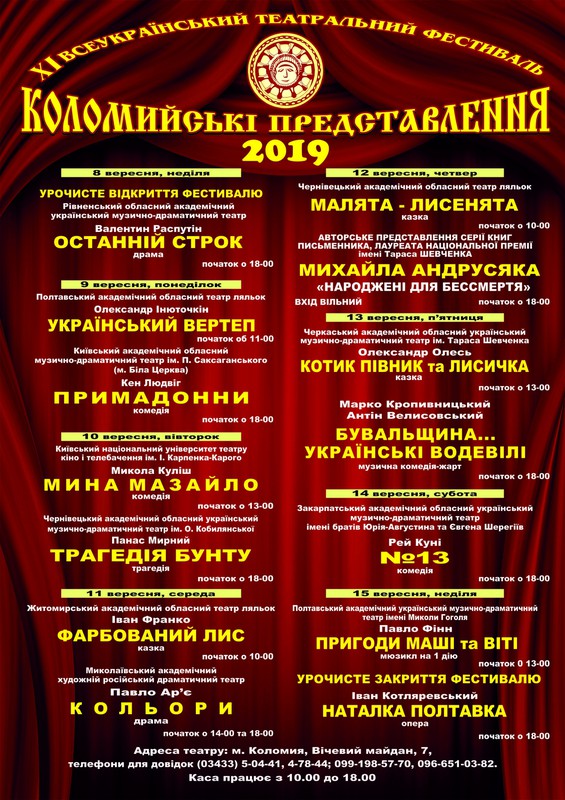 XI ВСЕУКРАЇНСЬКИЙ ТЕАТРАЛЬНИЙ ФЕСТИВАЛЬ
КОЛОМИЙСЬКІ ПРЕДСТАВЛЕННЯ
2019
8 вересня, неділя
УРОЧИСТЕ ВІДКРИТТЯ ФЕСТИВАЛЮ
Рівненський обласний академічний
український музично-драматичний театр
Валентин Распутін
ОСТАННІЙ СТРОК
драма
початок о 18-00
9 вересня, понеділок
Полтавський академічний обласний театр ляльок
Олександр Інюточкін
УКРАЇНСЬКИЙ ВЕРТЕП
початок об 11-00
Київський академічний обласний
музично-драматичний театр ім. П. Саксаганського
(м. Біла Церква)
Кен Людвіг
ПРИМАДОННИ
комедія
початок о 18-00
10 вересня, вівторок
Київський національний університет театру
кіно і телебачення ім. І. Карпенка-Карого
Микола Куліш
МИНА МАЗАЙЛО
комедія
початок о 13-00
Чернівецький академічний обласний український
музично-драматичний театр ім. О. Кобилянської
Панас Мирний
ТРАГЕДІЯ БУНТУ
трагедія
початок о 18-00
11 вересня, середа
Житомирський академічний обласний театр ляльок
Іван Франко
ФАРБОВАНИЙ ЛИС
казка
початок о 10-00
Миколаївський академічний
художній російський драматичний театр
Павло Ар'є
КОЛЬОРИ
драма
початок о 14-00 та 18-00
12 вересня, четвер
Чернівецький академічний обласний театр ляльок
МАЛЯТА - ЛИСЕНЯТА
казка
початок о 10-00
АВТОРСЬКЕ ПРЕДСТАВЛЕННЯ СЕРІЇ КНИГ
ПИСЬМЕННИКА, ЛАУРЕАТА НАЦІОНАЛЬНОЇ ПРЕМІЇ
імені Тараса ШЕВЧЕНКА
МИХАЙЛА АНДРУСЯКА
«НАРОДЖЕНІ ДЛЯ БЕССМЕРТЯ»
ВХІД ВІЛЬНИЙ початок о 18-00
13 вересня, п'ятниця
Черкаський академічний обласний український
музично-драматичний театр ім. Тараса Шевченка
Олександр Олесь
КОТИК ПІВНИК та ЛИСИЧКА
казка
початок о 13-00
Марко Кропивницький
Антін Велисовський
БУВАЛЬЩИНА...
УКРАЇНСЬКІ ВОДЕВІЛІ
музична комедія-жарт
початок о 18-00
14 вересня, субота
Закарпатський академічний обласний український
музично-драматичний театр
імені братів Юрія-Августина та Євгена Шерегіїв
Рей Куні
№13
комедія
початок о 18-00
15 вересня, неділя
Полтавський академічний український музично-драматичний
театр імені Миколи Гоголя
Павло Фінн
ПРИГОДИ МАШІ та ВІТІ
мюзикл на 1 дію
початок 0 13-00
УРОЧИСТЕ ЗАКРИТТЯ ФЕСТИВАЛЮ
Іван Котляревський
НАТАЛКА ПОЛТАВКА
опера
початок о 18-00
Адреса театру: м. Коломия, Вічевий майдан, 7,
телефони для довідок (03433) 5-04-41, 4-78-44; 099-198-57-70, 096-651-03-82.
Каса працює з 10.00 до 18.00